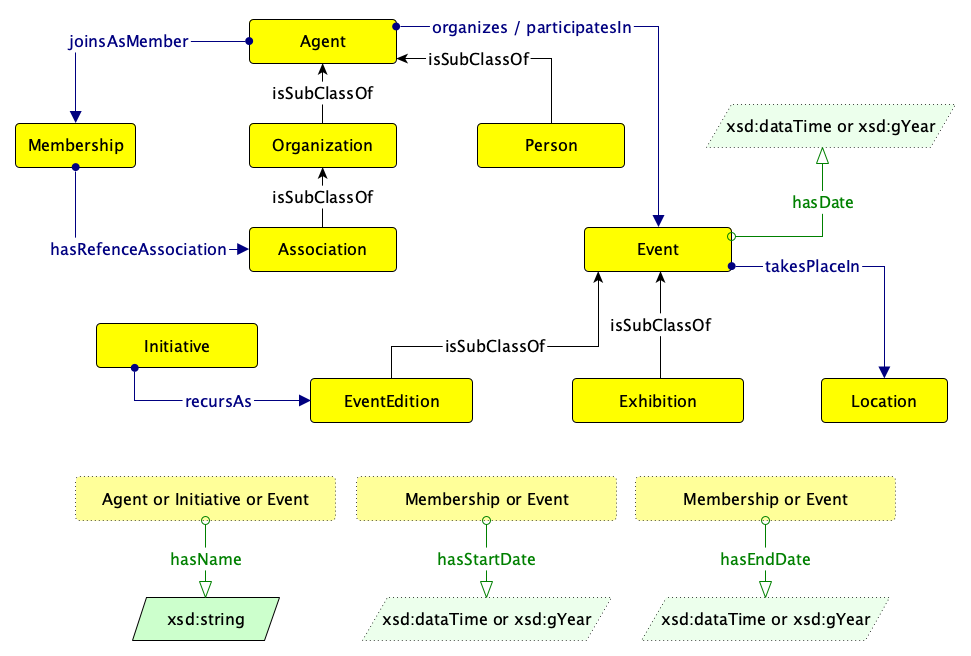 Agent
organizes / participatesIn
joinsAsMember
isSubClassOf
isSubClassOf
xsd:dataTime or xsd:gYear
Membership
Organization
Person
isSubClassOf
hasDate
hasRefenceAssociation
Association
Event
takesPlaceIn
isSubClassOf
Initiative
isSubClassOf
recursAs
EventEdition
Exhibition
Location
Agent or Initiative or Event
Membership or Event
Membership or Event
hasName
hasStartDate
hasEndDate
xsd:string
xsd:dataTime or xsd:gYear
xsd:dataTime or xsd:gYear